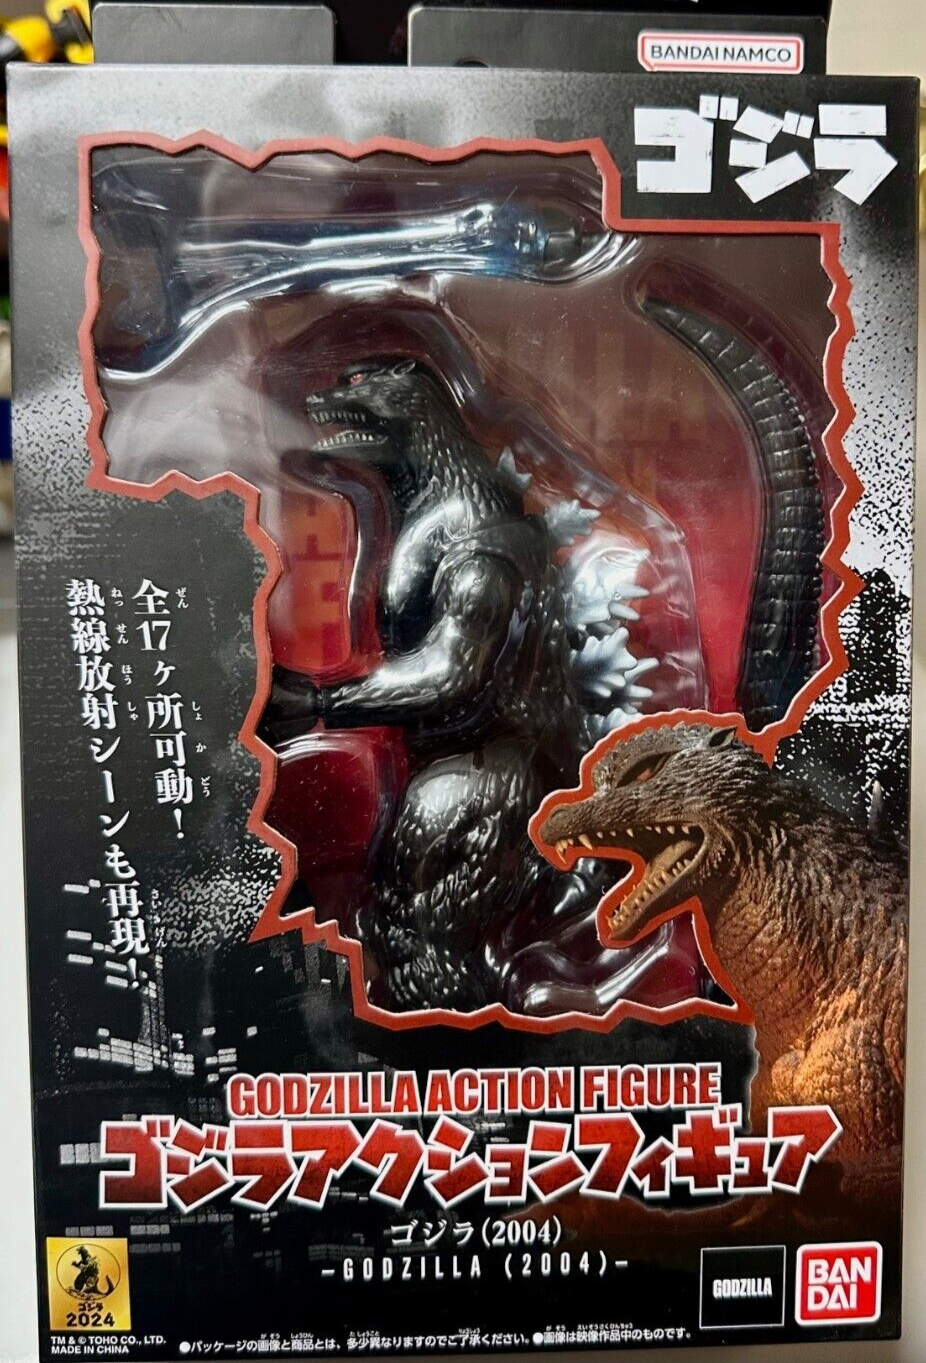 BANDAI NAMCO
ゴジラ
全17ヶ所可動!
ぜん しょ か どう
熱線放射シーンも再現!!
ねっ せん ほう しゃ さい げん
GODZILLA ACTION FIGURE
ゴジラアクションフィギュア
ゴジラ(2004)
-GODZILLA (2004)-
ゴジラ
2024
GODZILLA
BAN
DAI
TM & © TOHO CO., LTD.
MADE IN CHINA
●パッケージの画像と商品とは、多少異なりますのでご了承ください。●画像は映像作品中のものです。